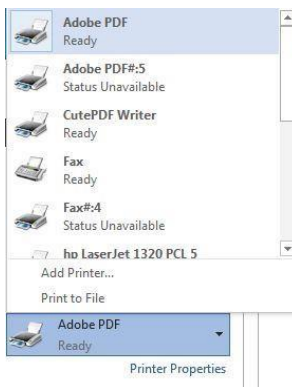 Adobe PDF
Ready
Adobe PDF#:5
Status Unavailable
CutePDF Writer
Ready
Fax
Ready
Fax#:4
Status Unavailable
hp LaserJet 1320 PCL 5
Add Printer...
Print to File
Adobe PDF
Ready
Printer Properties